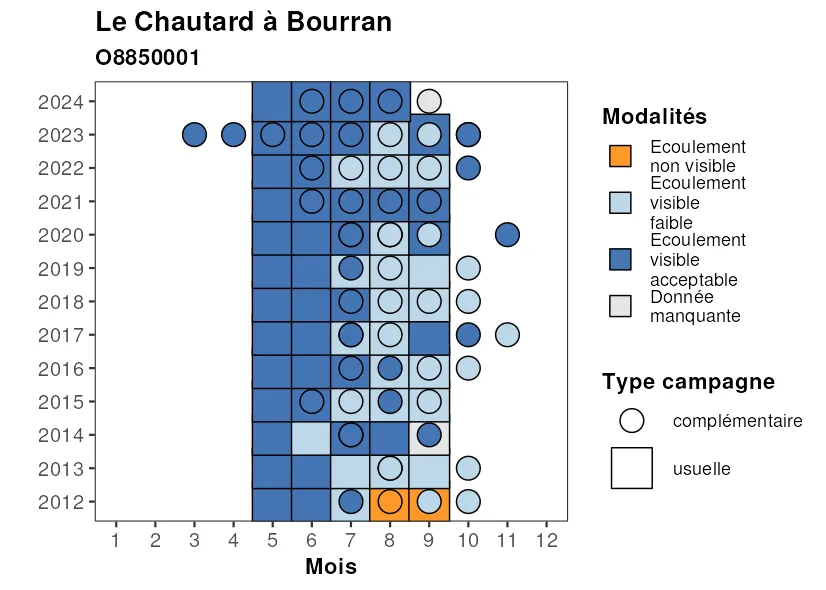 Le Chautard à Bourran
O8850001
2024
2023
2022
2021
2020
2019
2018
2017
2016
2015
2014
2013
2012
1 2 3 4 5 6 7 8 9 10 11 12
Mois
Modalités
Ecoulement
non visible
Ecoulement
visible
faible
Ecoulement
visible
acceptable
Donnée
manquante
Type campagne
complémentaire
usuelle